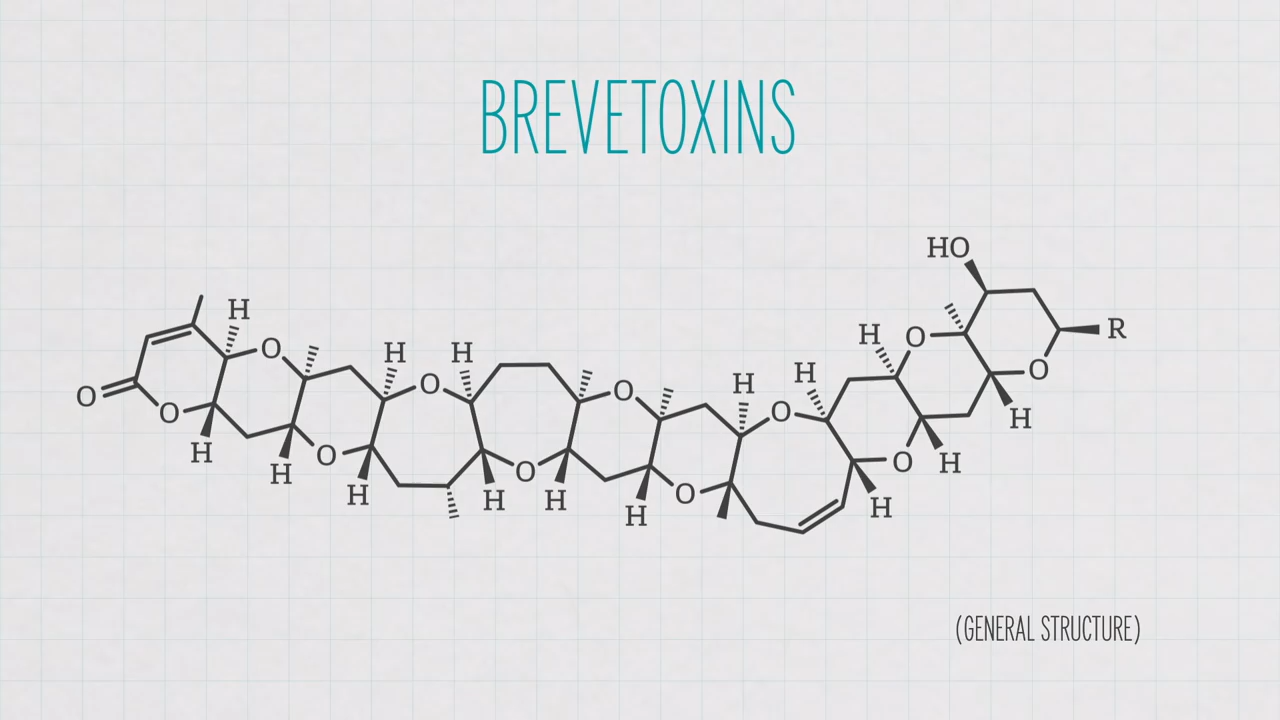 BREVETOXINS
HO
H H H H H H H O O O O O O R
O O O O O O O
H H H H H H H H H
(GENERAL STRUCTURE)